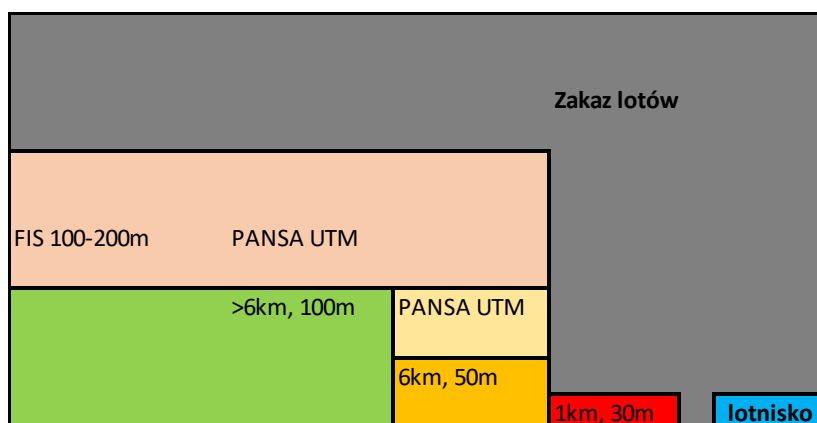 Zakaz lotów
FIS 100-200m PANSA UTM
>6km, 100m PANSA UTM
6km, 50m
1km, 30m lotnisko